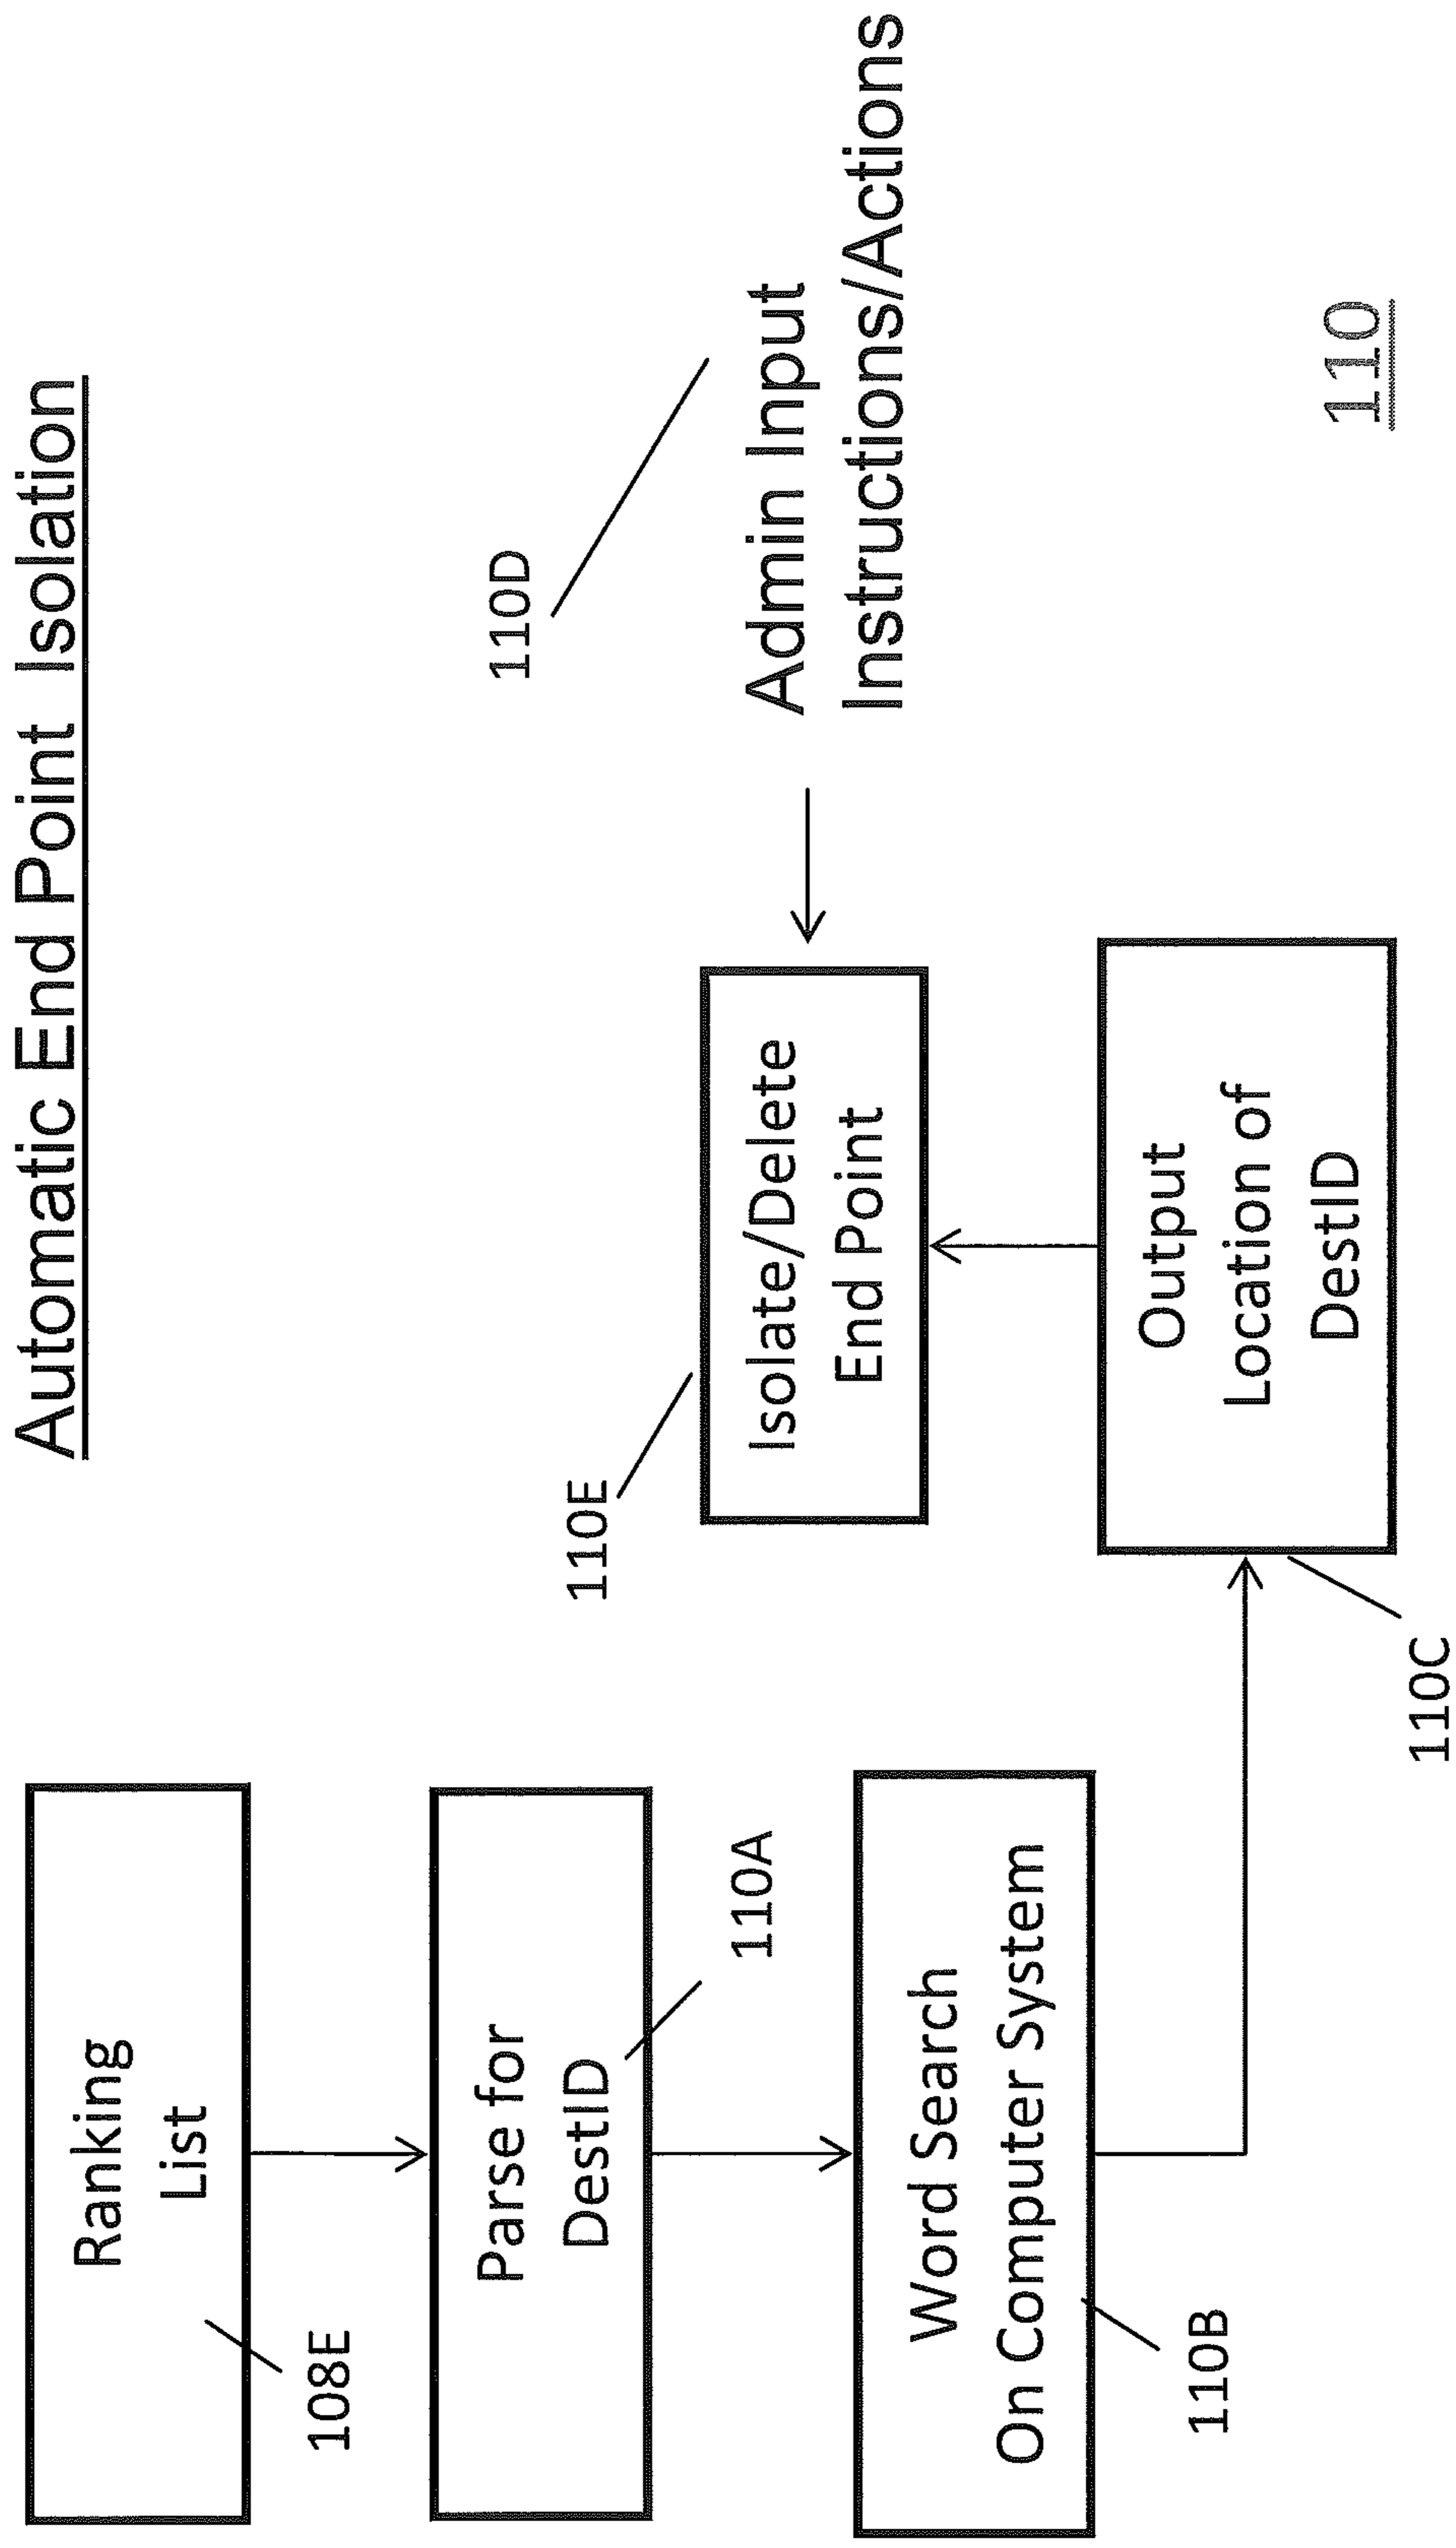 Automatic End Point Isolation
Ranking
List
108E
Parse for
DestID
110A
Word Search
On Computer System
110B
Output
Location of
DestID
110C
Isolate/Delete
End Point
110E
Admin Input
Instructions/Actions
110D
110